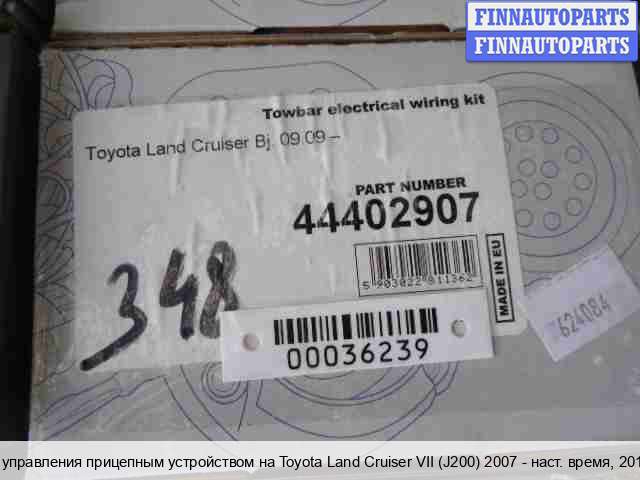 FINNAUTOPARTS
FINNAUTOPARTS
Towbar electrical wiring kit
Toyota Land Cruiser Bj. 09.09 –
PART NUMBER
44402907
5 903022 811362
MADE IN EU
348
00036239
624084
управления прицепным устройством на Toyota Land Cruiser VII (J200) 2007 - наст. время, 201